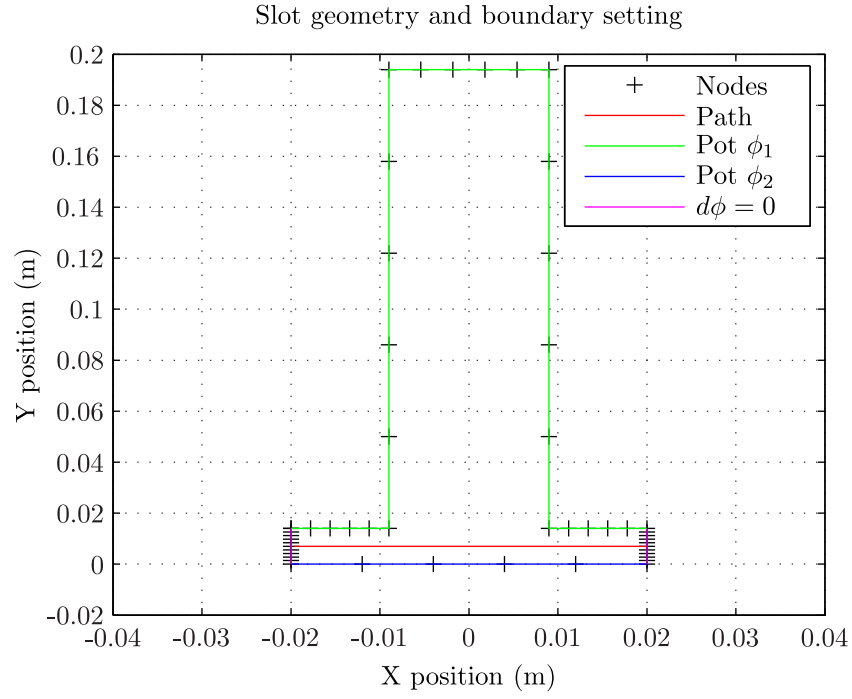 Slot geometry and boundary setting
0.2
0.18
0.16
0.14
0.12
0.1
0.08
0.06
0.04
0.02
0
-0.02
Y position (m)
Nodes
Path
Pot ϕ₁
Pot ϕ₂
dϕ = 0
-0.04 -0.03 -0.02 -0.01 0 0.01 0.02 0.03 0.04
X position (m)